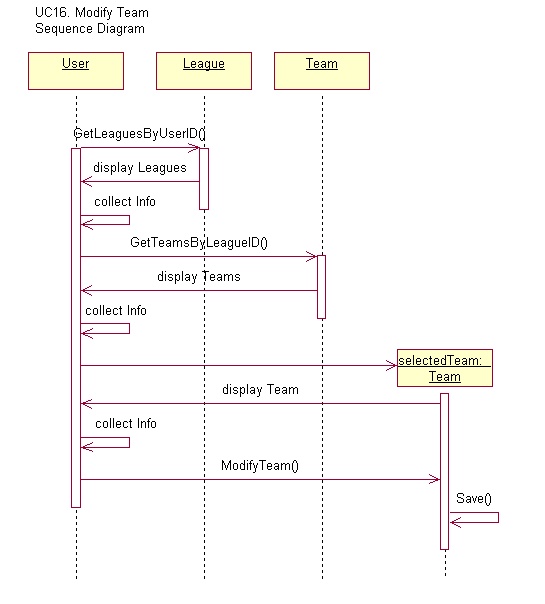 UC16. Modify Team
Sequence Diagram
User
League
Team
GetLeaguesByUserID()
display Leagues
collect Info
GetTeamsByLeagueID()
display Teams
collect Info
selectedTeam:
Team
display Team
collect Info
ModifyTeam()
Save()